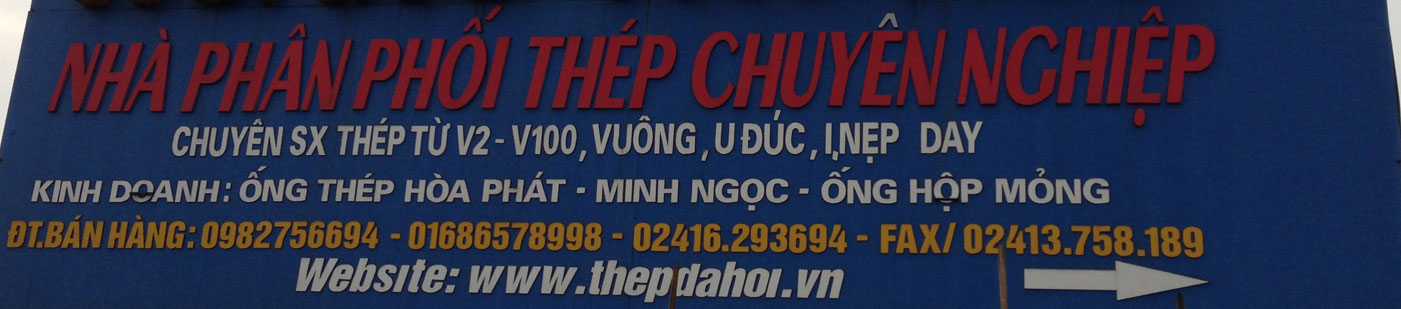 NHÀ PHÂN PHỐI THÉP CHUYÊN NGHIỆP
CHUYÊN SX THÉP TỪ V2 - V100, VUÔNG, U ĐÚC, I, NẸP DAY
KINH DOANH: ỐNG THÉP HÒA PHÁT - MINH NGỌC - ỐNG HỘP MỎNG
ĐT.BÁN HÀNG: 0982756694 - 01686578998 - 02416.293694 - FAX/ 02413.758.189
Website: www.thepdahoi.vn